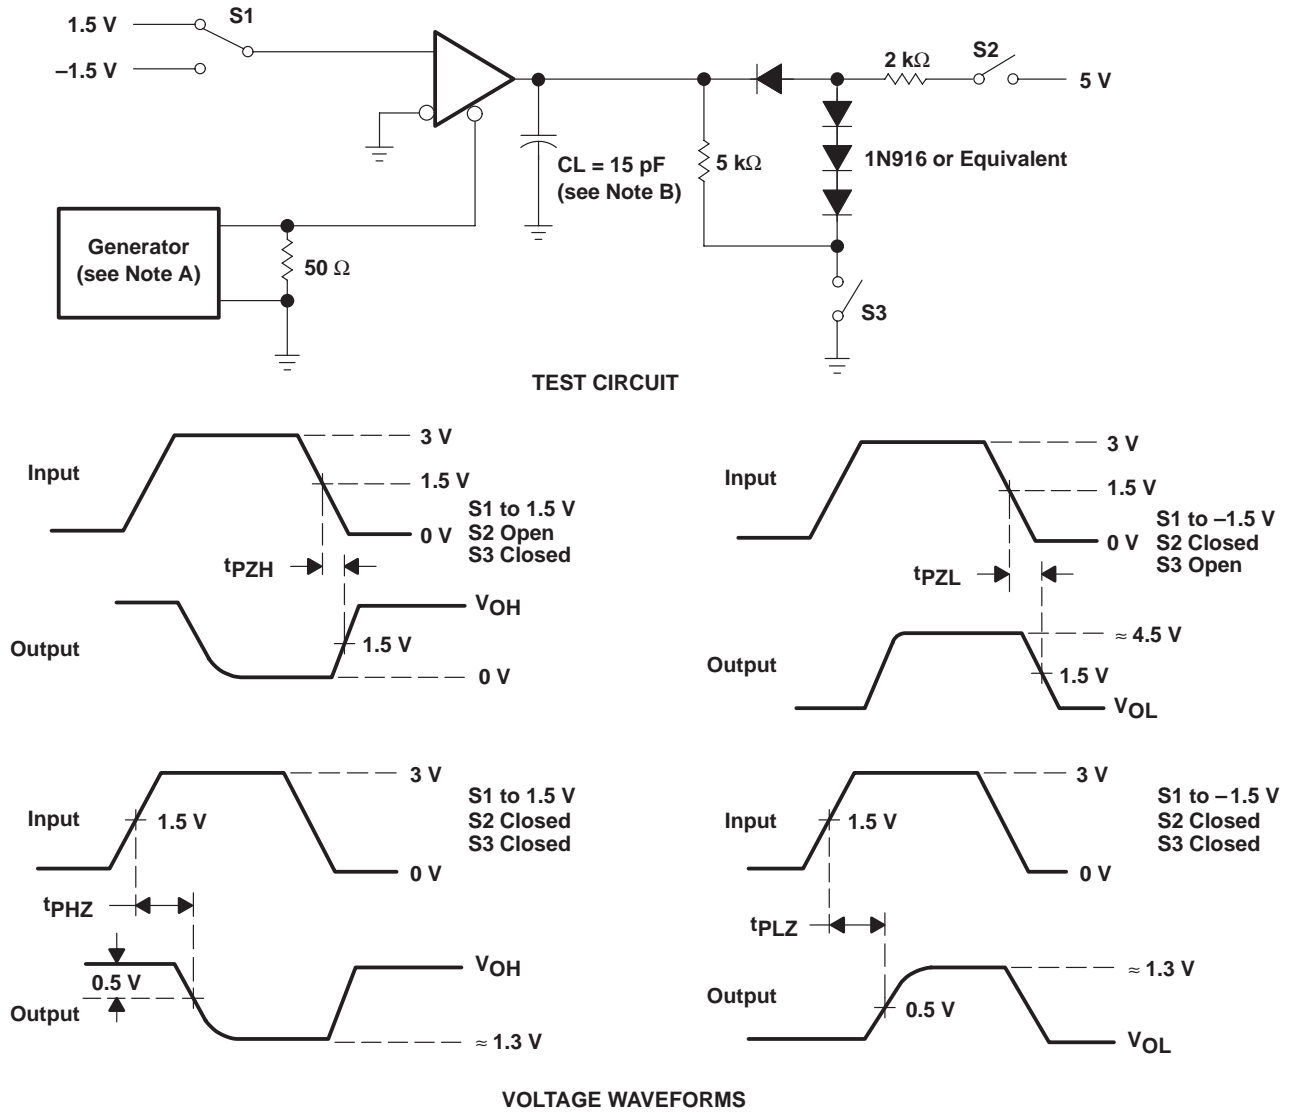 1.5 V
S1
–1.5 V
S2
2 kΩ
5 V
1N916 or Equivalent
5 kΩ
CL = 15 pF
(see Note B)
Generator
(see Note A)
50 Ω
S3
TEST CIRCUIT
Input
3 V
1.5 V
0 V
S1 to 1.5 V
S2 Open
S3 Closed
tPZH
Output
VOH
1.5 V
0 V
Input
3 V
1.5 V
0 V
S1 to –1.5 V
S2 Closed
S3 Open
tPZL
Output
≈ 4.5 V
1.5 V
VOL
Input
3 V
1.5 V
0 V
S1 to 1.5 V
S2 Closed
S3 Closed
tPHZ
0.5 V
Output
VOH
≈ 1.3 V
Input
3 V
1.5 V
0 V
S1 to –1.5 V
S2 Closed
S3 Closed
tPLZ
Output
≈ 1.3 V
0.5 V
VOL
VOLTAGE WAVEFORMS